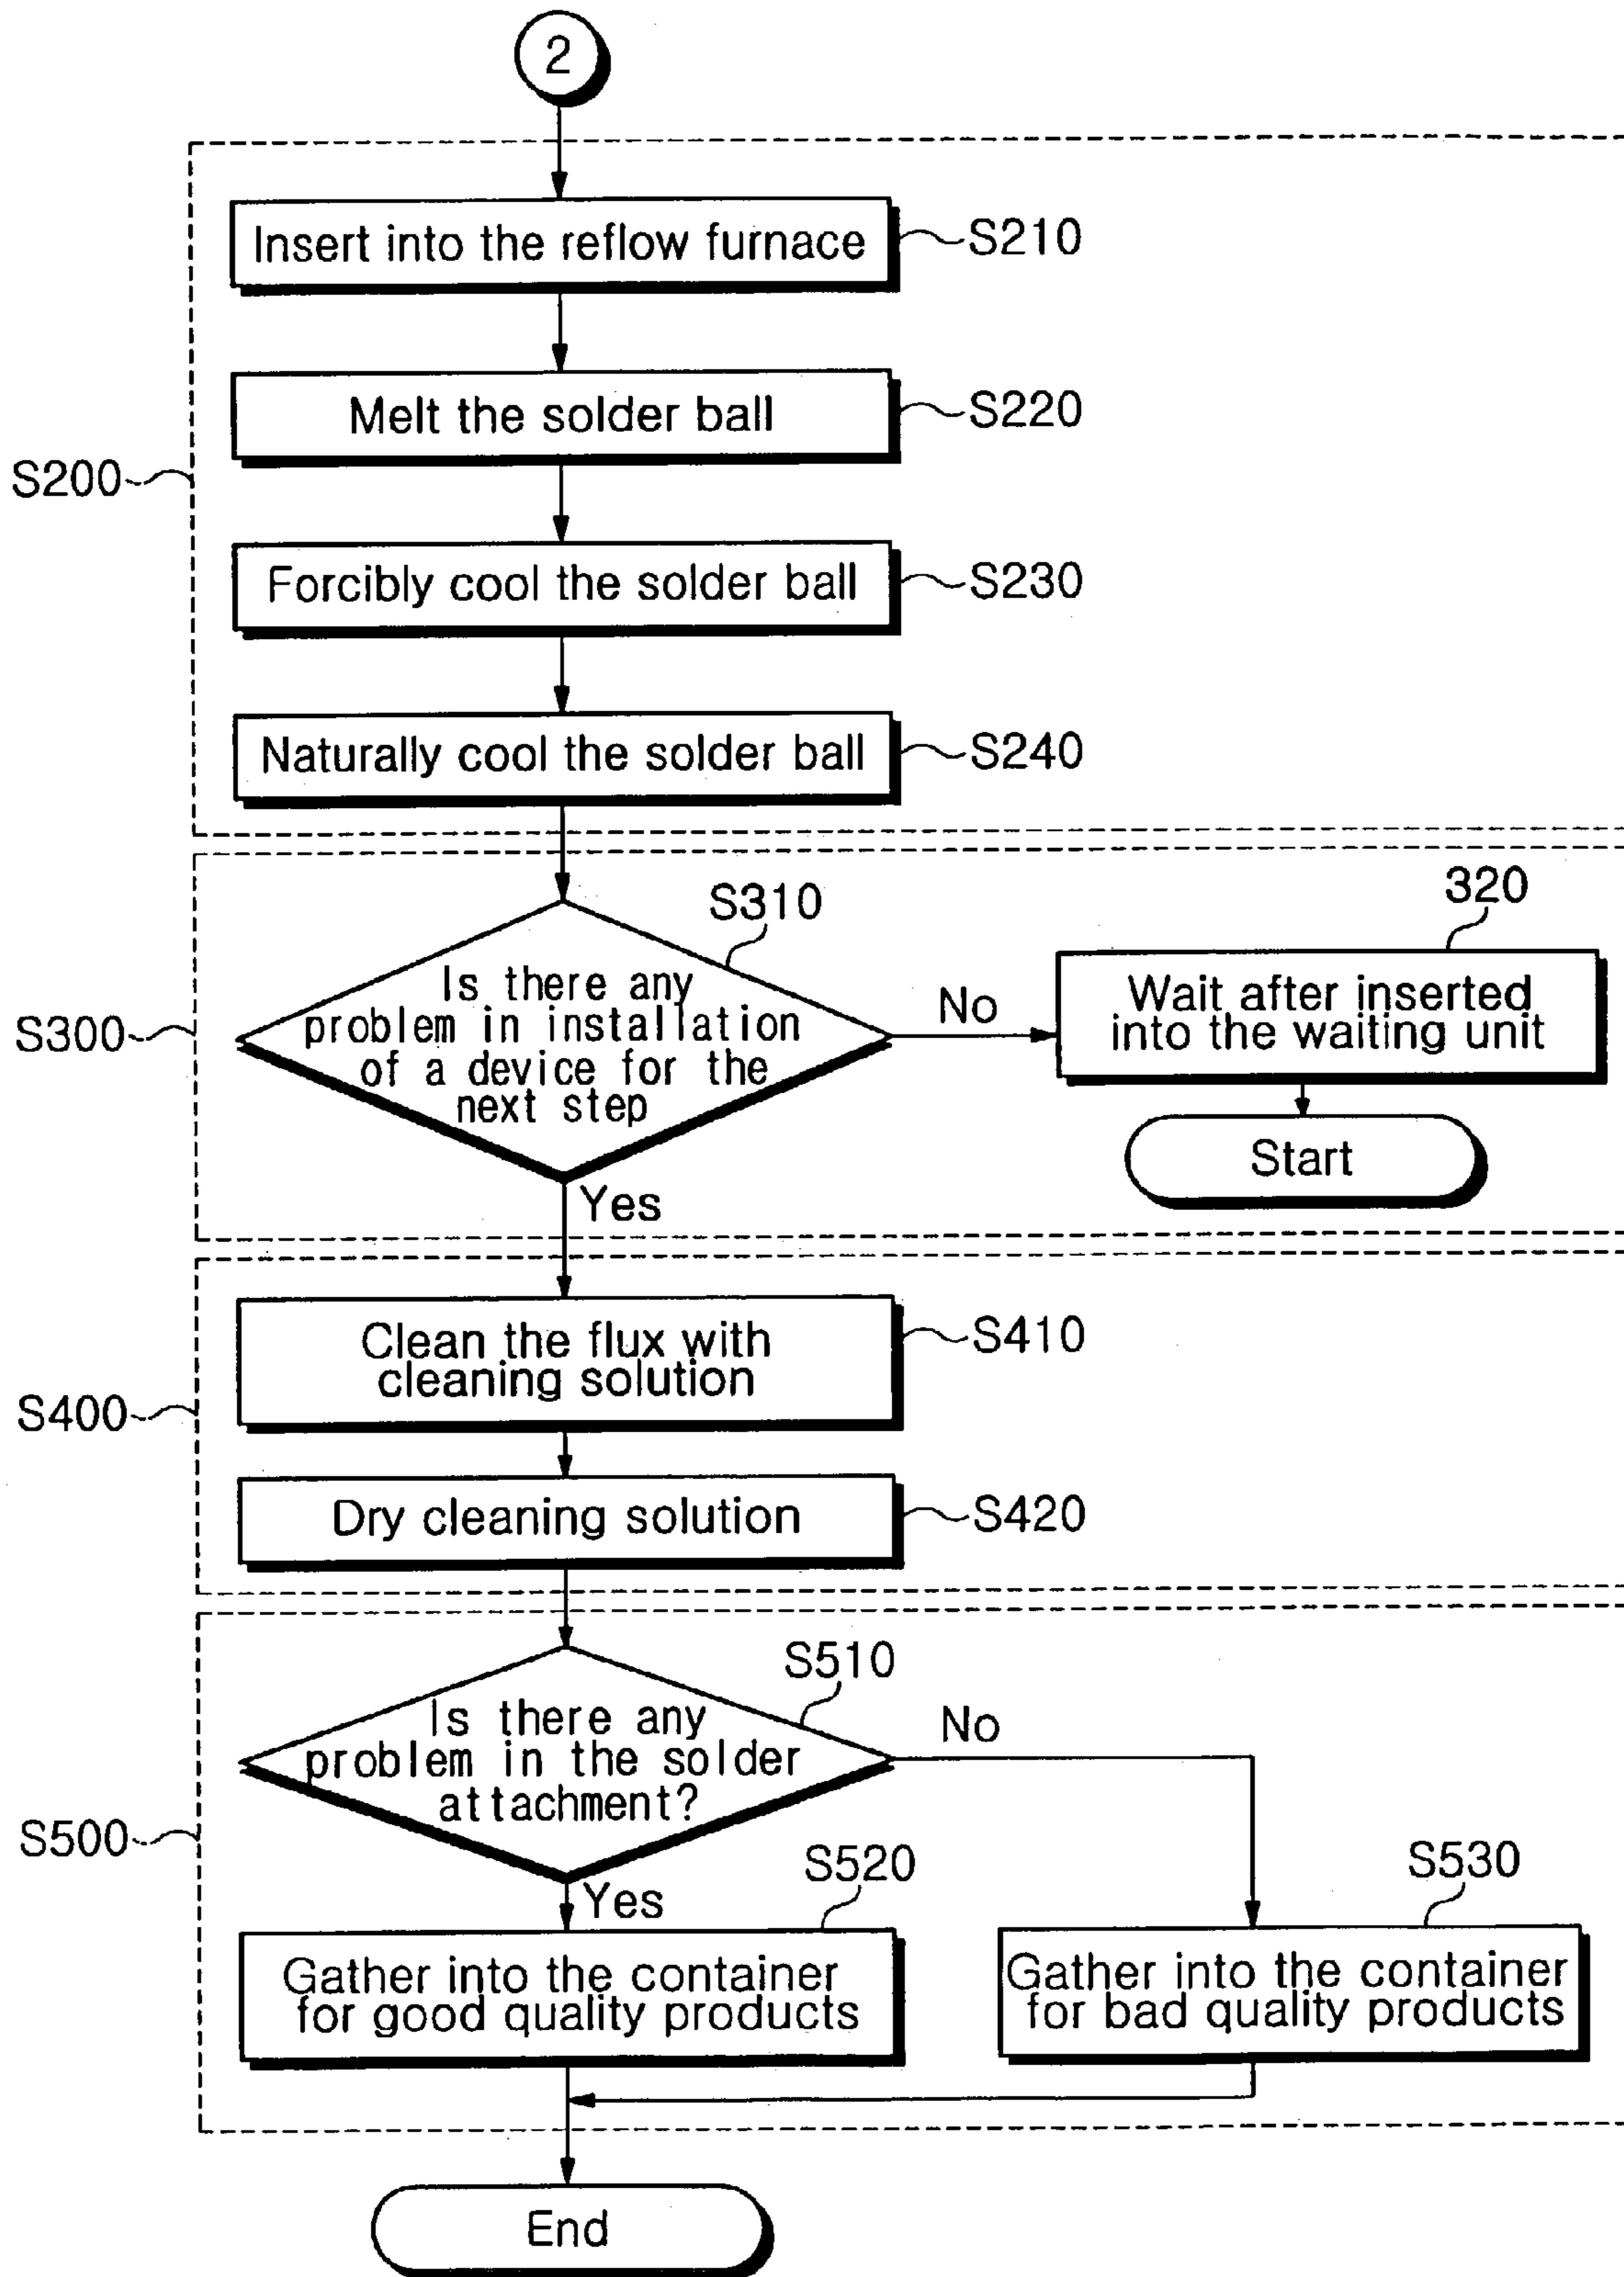 2
Insert into the reflow furnace
S210
Melt the solder ball
S220
S200
Forcibly cool the solder ball
S230
Naturally cool the solder ball
S240
S310
320
Is there any
problem in installation
of a device for the
next step
No
Wait after inserted
into the waiting unit
S300
Start
Yes
Clean the flux with
cleaning solution
S410
S400
Dry cleaning solution
S420
S510
Is there any
problem in the solder
attachment?
No
S500
Yes
S520
S530
Gather into the container
for good quality products
Gather into the container
for bad quality products
End